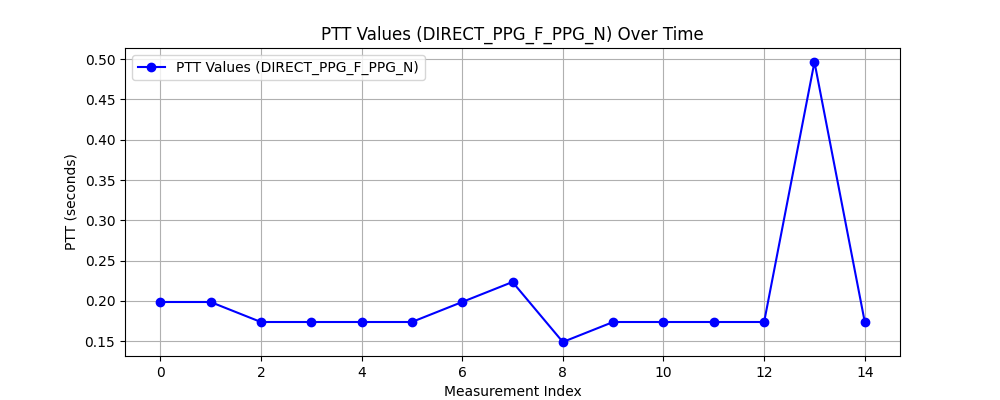 PTT Values (DIRECT_PPG_F_PPG_N) Over Time
PTT Values (DIRECT_PPG_F_PPG_N)
PTT (seconds)
0.50
0.45
0.40
0.35
0.30
0.25
0.20
0.15
0 2 4 6 8 10 12 14
Measurement Index